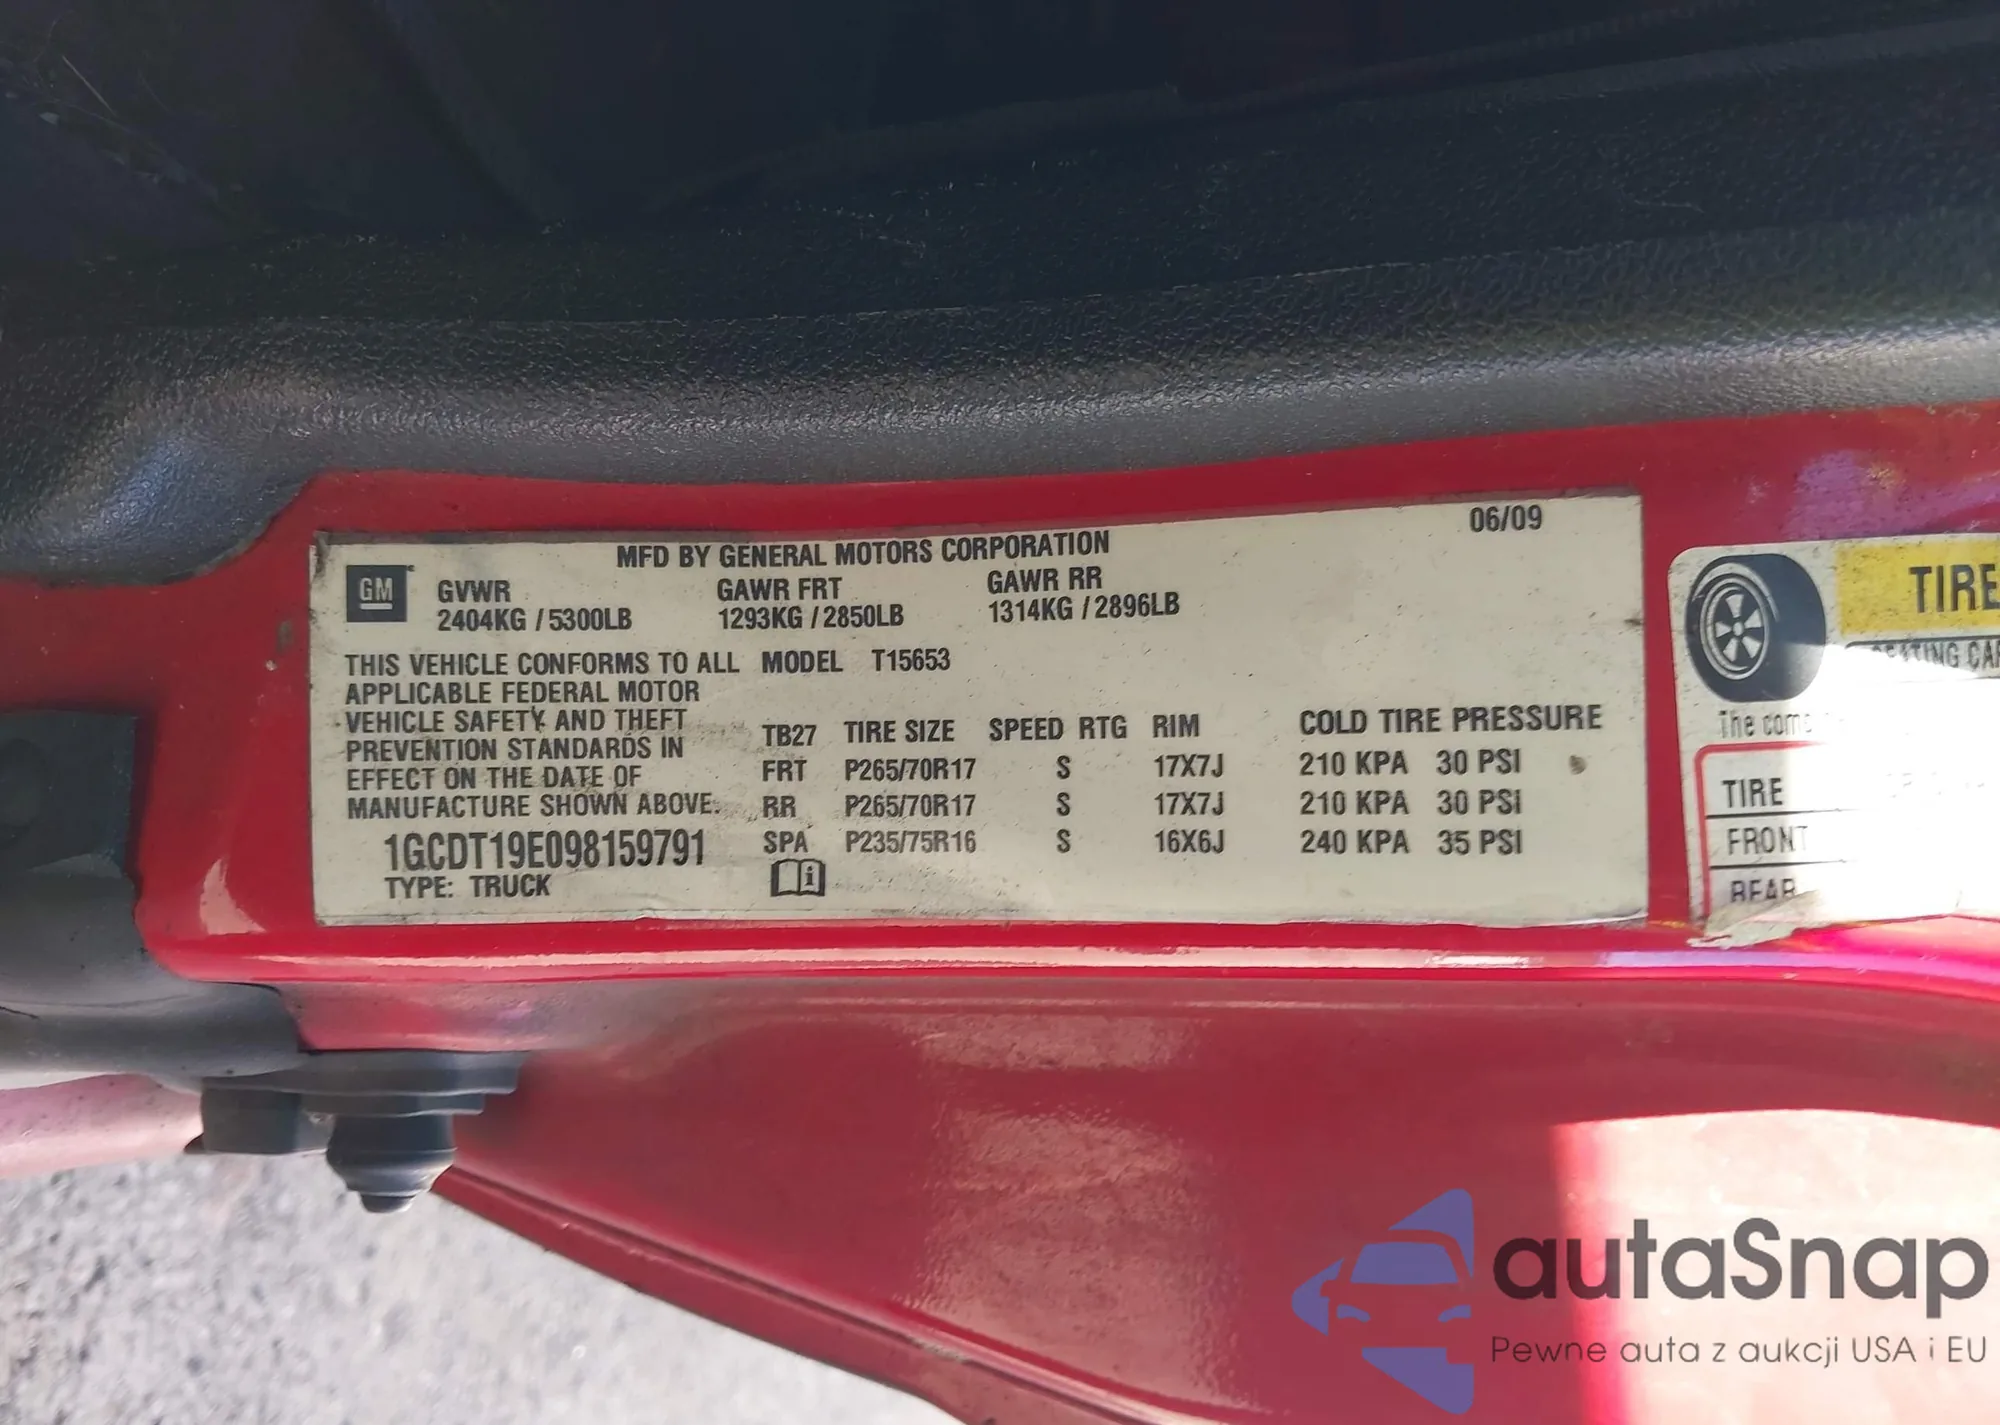 06/09
MFD BY GENERAL MOTORS CORPORATION
GM
GVWR GAWR FRT GAWR RR
2404KG / 5300LB 1293KG / 2850LB 1314KG / 2896LB
THIS VEHICLE CONFORMS TO ALL MODEL T15653
APPLICABLE FEDERAL MOTOR
VEHICLE SAFETY AND THEFT
PREVENTION STANDARDS IN
EFFECT ON THE DATE OF
MANUFACTURE SHOWN ABOVE.
1GCDT19E098159791
TYPE: TRUCK
TB27 TIRE SIZE SPEED RTG RIM COLD TIRE PRESSURE
FRT P265/70R17 S 17X7J 210 KPA 30 PSI
RR P265/70R17 S 17X7J 210 KPA 30 PSI
SPA P235/75R16 S 16X6J 240 KPA 35 PSI
TIRE
The
TIRE
FRONT
REAR
autaSnap
Pewne auta z aukcji USA i EU